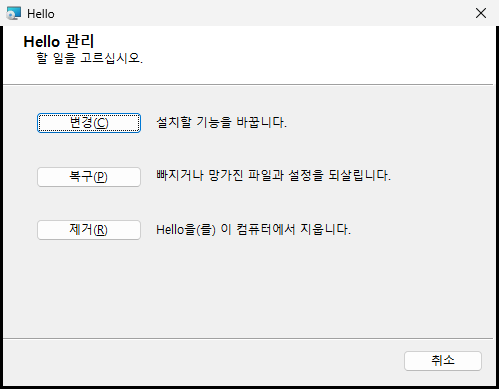 Hello
Hello 관리
할 일을 고르십시오.
변경(C)
설치할 기능을 바꿉니다.
복구(P)
빠지거나 망가진 파일과 설정을 되살립니다.
제거(R)
Hello을(를) 이 컴퓨터에서 지웁니다.
취소